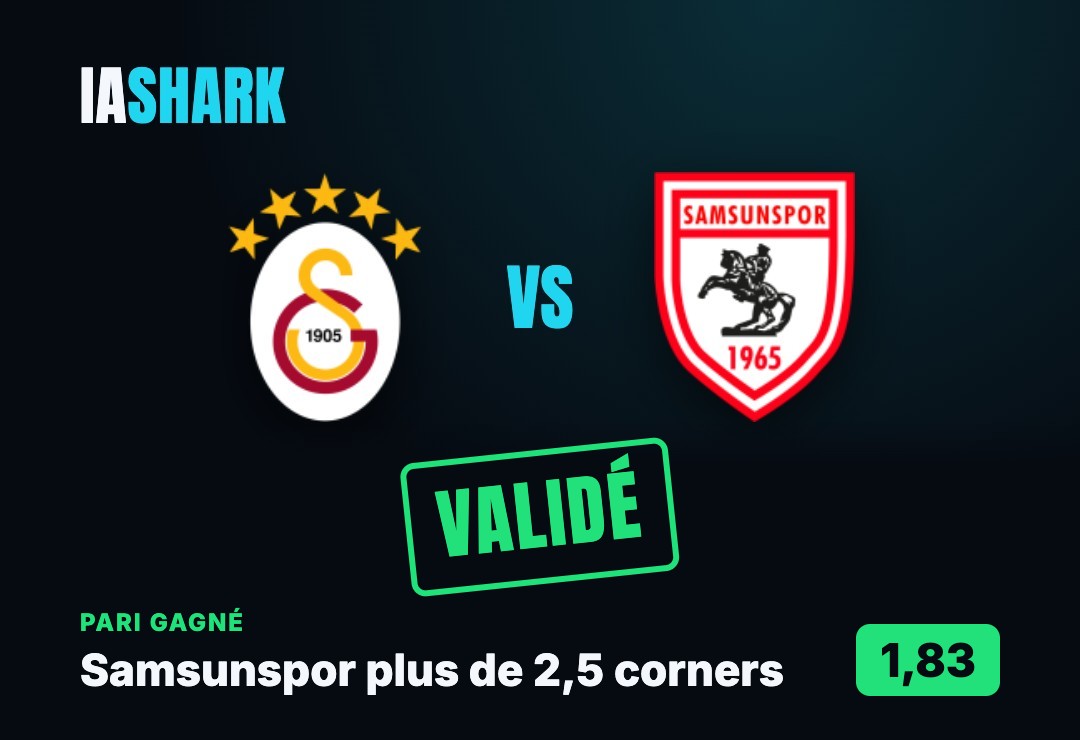 IASHARK
1905
VS
SAMSUNSPOR
1965
VALIDÉ
PARI GAGNÉ
Samsunspor plus de 2,5 corners
1,83